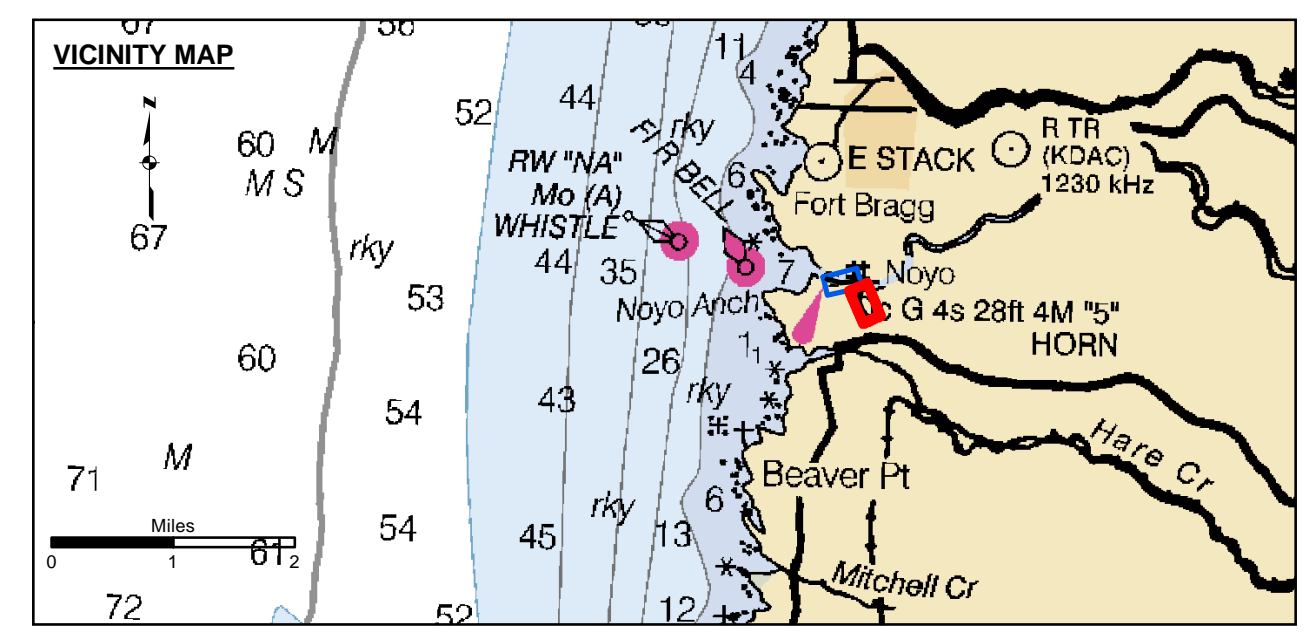 67
58
VICINITY MAP
11
4
44
52
rky
F/ R BELL
R TR
(KDAC)
1230 kHz
60 M
M S
RW "NA"
Mo (A)
WHISTLE
E STACK
6
Fort Bragg
z
67
rky
44
35
7
Noyo
53
Noyo Anch
c G 4s 28ft 4M "5"
HORN
1 1
60
26
rky
43
54
Hare Cr
M
71
Beaver Pt
6
rky
Miles
54
45
13
0 1 2
61
Mitchell Cr
72
52
12